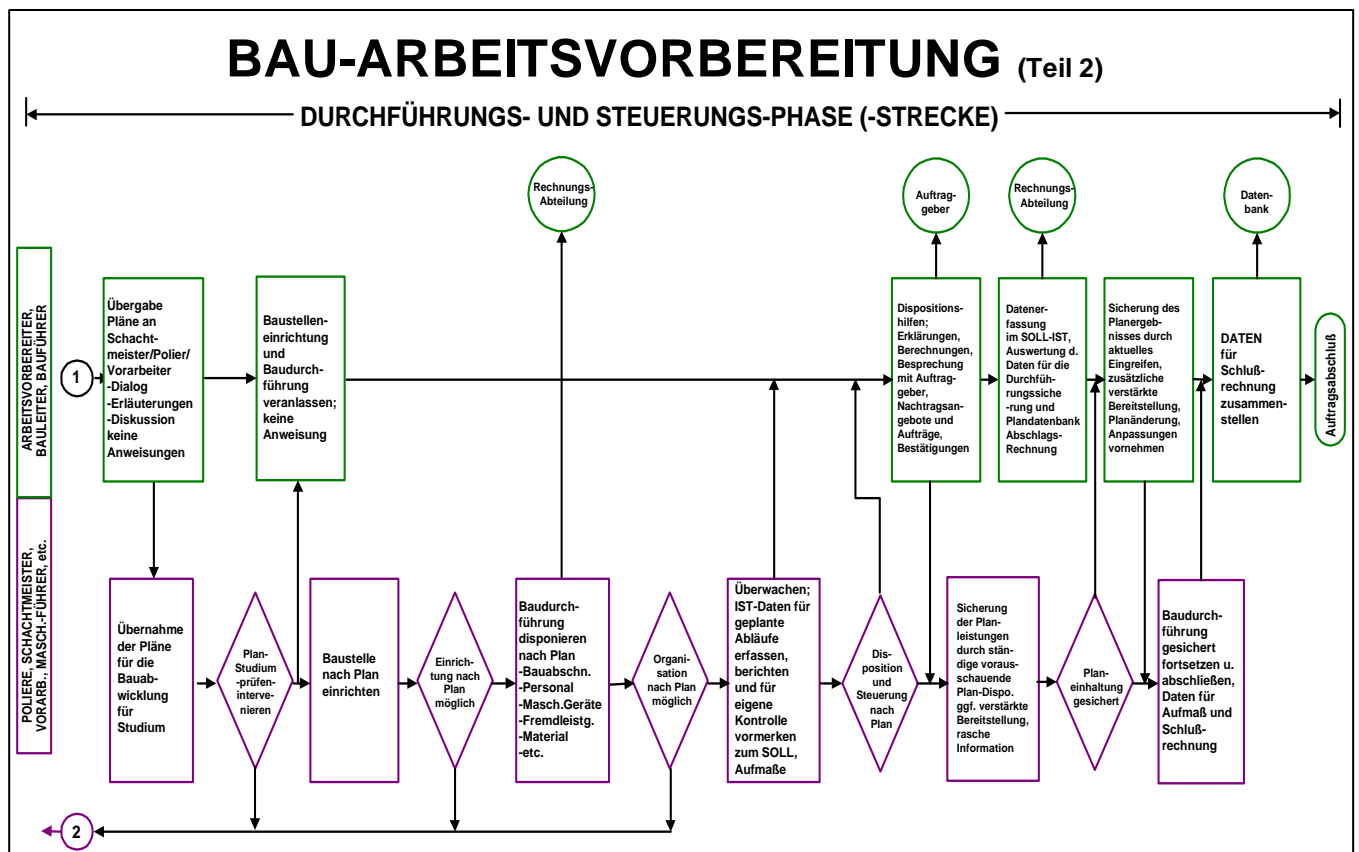 BAU-ARBEITSVORBEREITUNG (Teil 2)
DURCHFÜHRUNGS- UND STEUERUNGS-PHASE (-STRECKE)
Rechnungs-
Abteilung
Auftrag-
geber
Rechnungs-
Abteilung
Daten-
bank
ARBEITSVORBEREITER,
BAULEITER, BAUFÜHRER
1
Übergabe
Pläne an
Schacht-
meister/Polier/
Vorarbeiter
-Dialog
-Erläuterungen
-Diskussion
keine
Anweisungen
Baustellen-
einrichtung
und
Baudurch-
führung
veranlassen;
keine
Anweisung
Dispositions-
hilfen;
Erklärungen,
Berechnungen,
Besprechung
mit Auftrag-
geber,
Nachtragsan-
gebote und
Aufträge,
Bestätigungen
Datener-
fassung
im SOLL-IST,
Auswertung d.
Daten für die
Durchfüh-
rungssiche
-rung und
Plandatenbank
Abschlags-
Rechnung
Sicherung des
Planergeb-
nisses durch
aktuelles
Eingreifen,
zusätzliche
verstärkte
Bereitstellung,
Planänderung,
Anpassungen
vornehmen
DATEN
für
Schluß-
rechnung
zusammen-
stellen
Auftragsabschluß
POLIERE, SCHACHTMEISTER,
VORARB., MASCH.-FÜHRER, etc.
Übernahme
der Pläne
für die
Bauab-
wicklung
für
Studium
Plan-
Studium
-prüfen-
interve-
nieren
Baustelle
nach Plan
einrichten
Einrich-
tung nach
Plan
möglich
Baudurch-
führung
disponieren
nach Plan
-Bauabschn.
-Personal
-Masch.Geräte
-Fremdleistg.
-Material
-etc.
Organi-
sation
nach Plan
möglich
Überwachen;
IST-Daten für
geplante
Abläufe
erfassen,
berichten
und für
eigene
Kontrolle
vormerken
zum SOLL,
Aufmaße
Dis-
position
und
Steuerung
nach
Plan
Sicherung
der Plan-
leistungen
durch stän-
dige voraus-
schauende
Plan-Dispo.
ggf. verstärkte
Bereitstellung,
rasche
Information
Plan-
einhaltung
gesichert
Baudurch-
führung
gesichert
fortsetzen u.
abschließen,
Daten für
Aufmaß und
Schluß-
rechnung
2